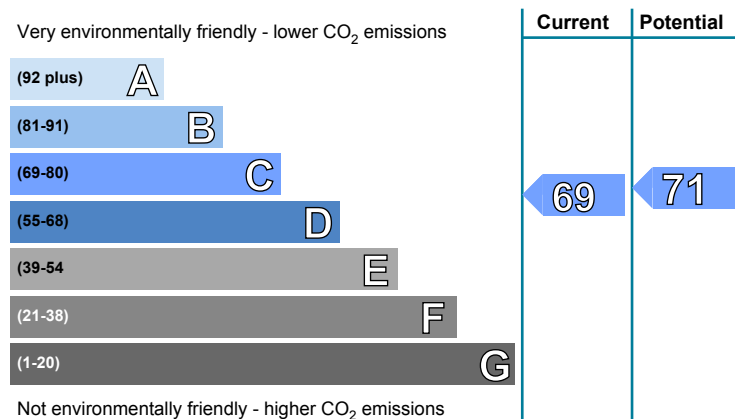 Very environmentally friendly - lower CO₂ emissions
Current
Potential
(92 plus) A
(81-91) B
(69-80) C
69
71
(55-68) D
(39-54 E
(21-38) F
(1-20) G
Not environmentally friendly - higher CO₂ emissions